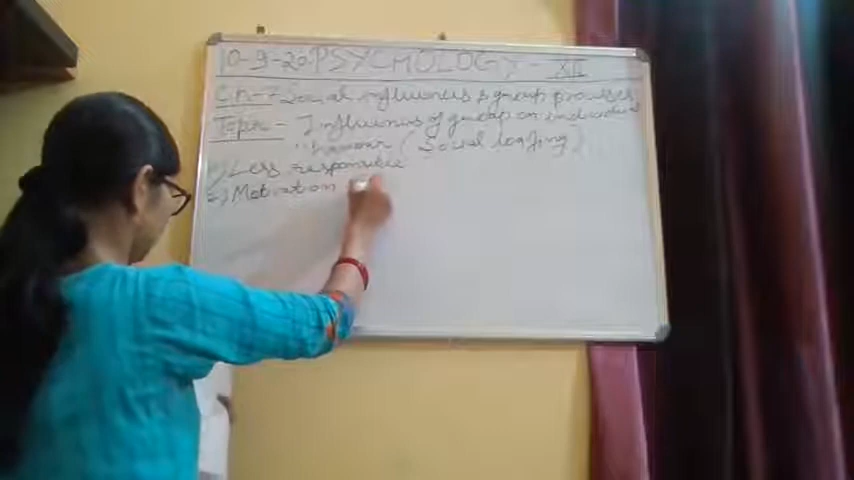 10-9-20 PSYCHOLOGY - XII
Ch-7 Social influences & group processes
Topic - Influences of group on individual
haviour (Social loafing)
1) Less responsible
2) Motivation